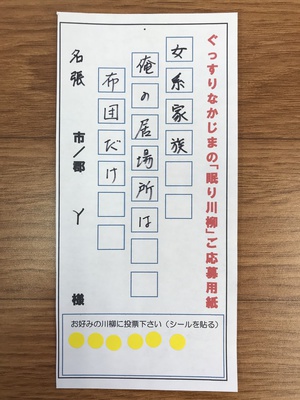 ぐっすりなかじまの「眠り川柳」ご応募用紙
女系家族
俺の居場所は
布団だけ
名張 市／郡 Y 様
お好みの川柳に投票下さい（シールを貼る）